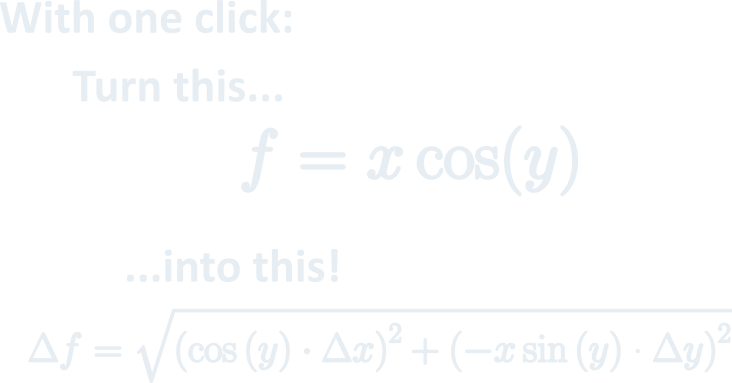 With one click:
Turn this...
f = x cos(y)
...into this!
Δf = √((cos (y) · Δx)² + (−x sin (y) · Δy)²)